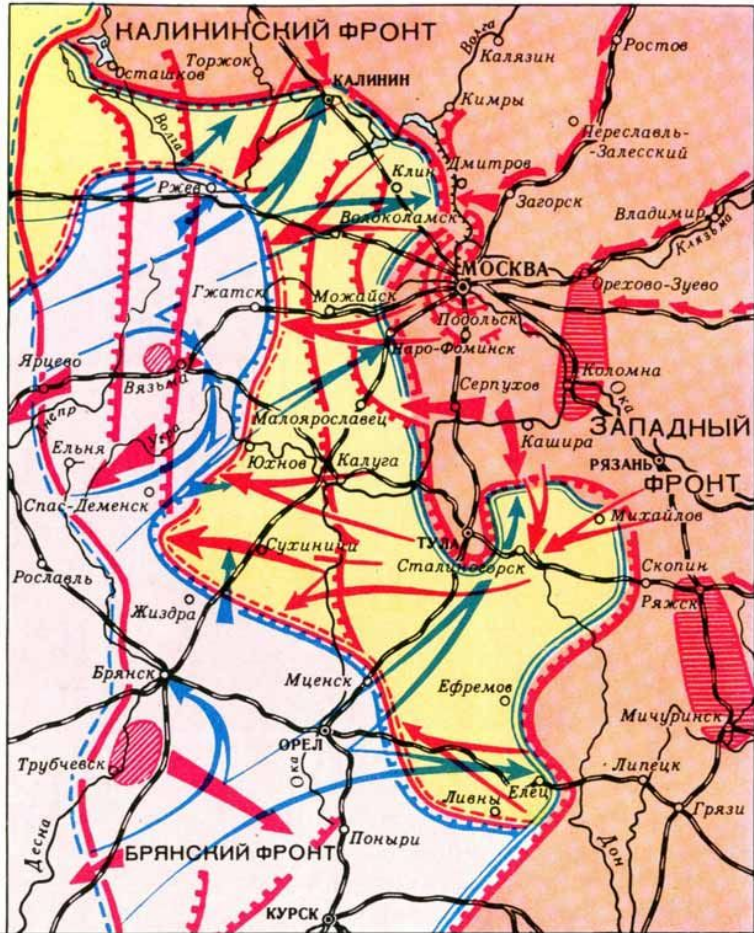 КАЛИНИНСКИЙ ФРОНТ
Волга
Калязин
Ростов
Осташков
Торжок
КАЛИНИН
Кимры
Волга
Переславль-
-Залесский
Клин
Дмитров
Ржев
Загорск
Волоколамск
Владимир
Клязьма
МОСКВА
Орехово-Зуево
Гжатск
Можайск
Подольск
Наро-Фоминск
Ярцево
Вязьма
Коломна
Серпухов
Ока
Днепр
Малоярославец
Угра
Кашира
ЗАПАДНЫЙ
Ельня
Юхнов
Калуга
РЯЗАНЬ
ФРОНТ
Спас-Деменск
Михайлов
ТУЛА
Сухиничи
Сталиногорск
Скопин
Рославль
Ряжск
Жиздра
Брянск
Мценск
Ефремов
Мичуринск
ОРЕЛ
Трубчевск
Ока
Липецк
Елец
Ливны
Грязи
Десна
Дон
Поныри
БРЯНСКИЙ ФРОНТ
КУРСК